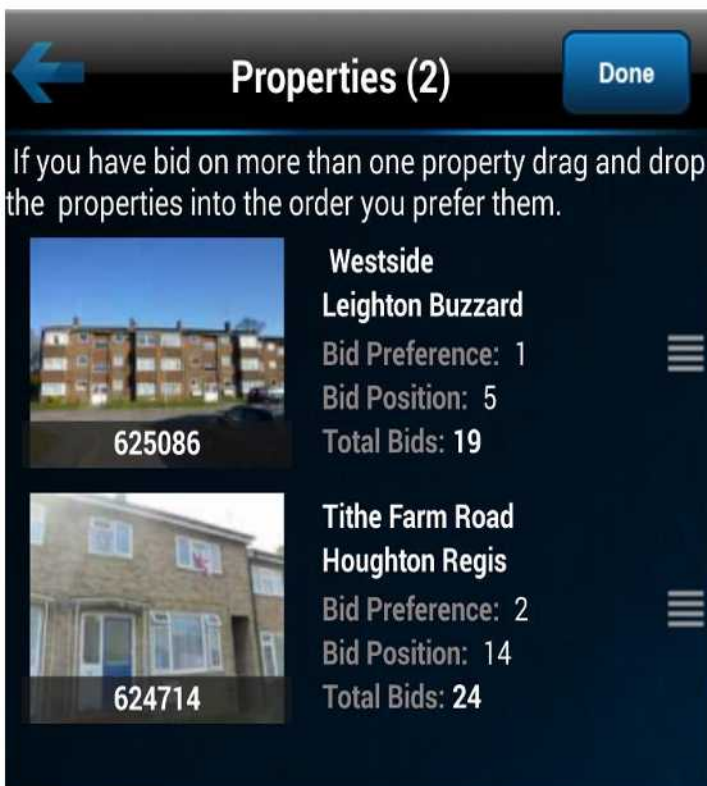 Properties (2)
Done
If you have bid on more than one property drag and drop
the properties into the order you prefer them.
Westside
Leighton Buzzard
Bid Preference: 1
Bid Position: 5
Total Bids: 19
625086
Tithe Farm Road
Houghton Regis
Bid Preference: 2
Bid Position: 14
Total Bids: 24
624714